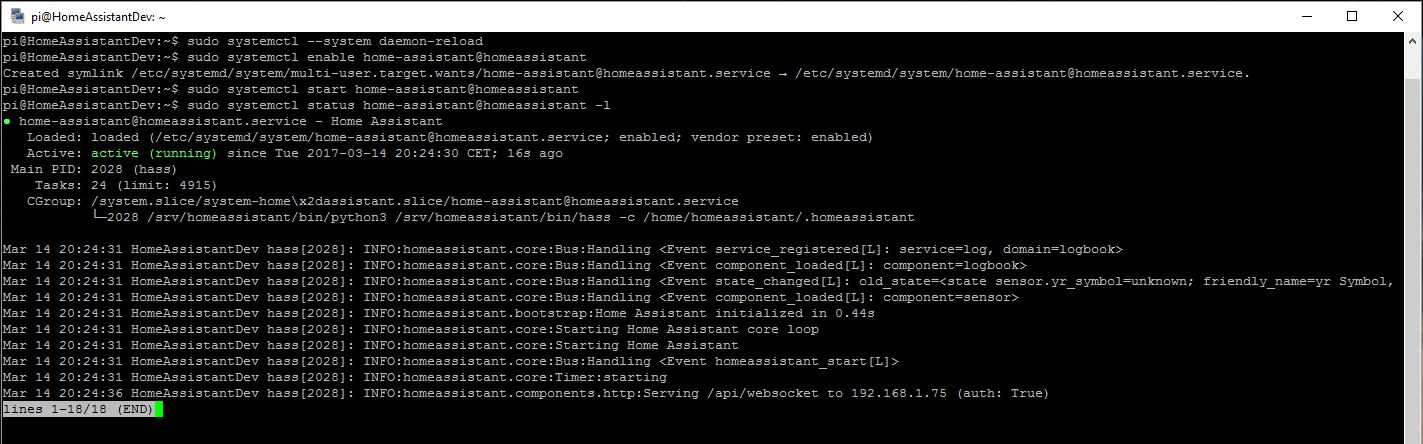 pi@HomeAssistantDev: ~
pi@HomeAssistantDev:~$ sudo systemctl --system daemon-reload
pi@HomeAssistantDev:~$ sudo systemctl enable home-assistant@homeassistant
Created symlink /etc/systemd/system/multi-user.target.wants/home-assistant@homeassistant.service → /etc/systemd/system/home-assistant@homeassistant.service.
pi@HomeAssistantDev:~$ sudo systemctl start home-assistant@homeassistant
pi@HomeAssistantDev:~$ sudo systemctl status home-assistant@homeassistant -l
● home-assistant@homeassistant.service - Home Assistant
   Loaded: loaded (/etc/systemd/system/home-assistant@homeassistant.service; enabled; vendor preset: enabled)
   Active: active (running) since Tue 2017-03-14 20:24:30 CET; 16s ago
 Main PID: 2028 (hass)
    Tasks: 24 (limit: 4915)
   CGroup: /system.slice/system-home\x2dassistant.slice/home-assistant@homeassistant.service
           └─2028 /srv/homeassistant/bin/python3 /srv/homeassistant/bin/hass -c /home/homeassistant/.homeassistant
Mar 14 20:24:31 HomeAssistantDev hass[2028]: INFO:homeassistant.core:Bus:Handling <Event service_registered[L]: service=log, domain=logbook>
Mar 14 20:24:31 HomeAssistantDev hass[2028]: INFO:homeassistant.core:Bus:Handling <Event component_loaded[L]: component=logbook>
Mar 14 20:24:31 HomeAssistantDev hass[2028]: INFO:homeassistant.core:Bus:Handling <Event state_changed[L]: old_state=<state sensor.yr_symbol=unknown; friendly_name=yr Symbol,
Mar 14 20:24:31 HomeAssistantDev hass[2028]: INFO:homeassistant.core:Bus:Handling <Event component_loaded[L]: component=sensor>
Mar 14 20:24:31 HomeAssistantDev hass[2028]: INFO:homeassistant.bootstrap:Home Assistant initialized in 0.44s
Mar 14 20:24:31 HomeAssistantDev hass[2028]: INFO:homeassistant.core:Starting Home Assistant core loop
Mar 14 20:24:31 HomeAssistantDev hass[2028]: INFO:homeassistant.core:Starting Home Assistant
Mar 14 20:24:31 HomeAssistantDev hass[2028]: INFO:homeassistant.core:Bus:Handling <Event homeassistant_start[L]>
Mar 14 20:24:31 HomeAssistantDev hass[2028]: INFO:homeassistant.core:Timer:starting
Mar 14 20:24:36 HomeAssistantDev hass[2028]: INFO:homeassistant.components.http:Serving /api/websocket to 192.168.1.75 (auth: True)
lines 1-18/18 (END)